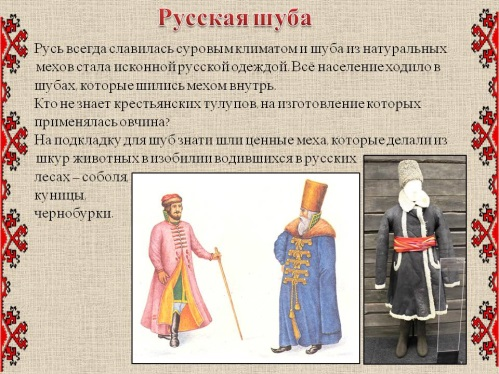 Русская шуба
Русь всегда славилась суровым климатом и шуба из натуральных
мехов стала исконной русской одеждой. Всё население ходило в
шубах, которые шились мехом внутрь.
Кто не знает крестьянских тулупов, на изготовление которых
применялась овчина?
На подкладку для шуб знати шли ценные меха, которые делали из
шкур животных в изобилии водившихся в русских
лесах – соболя,
куницы,
чернобурки.